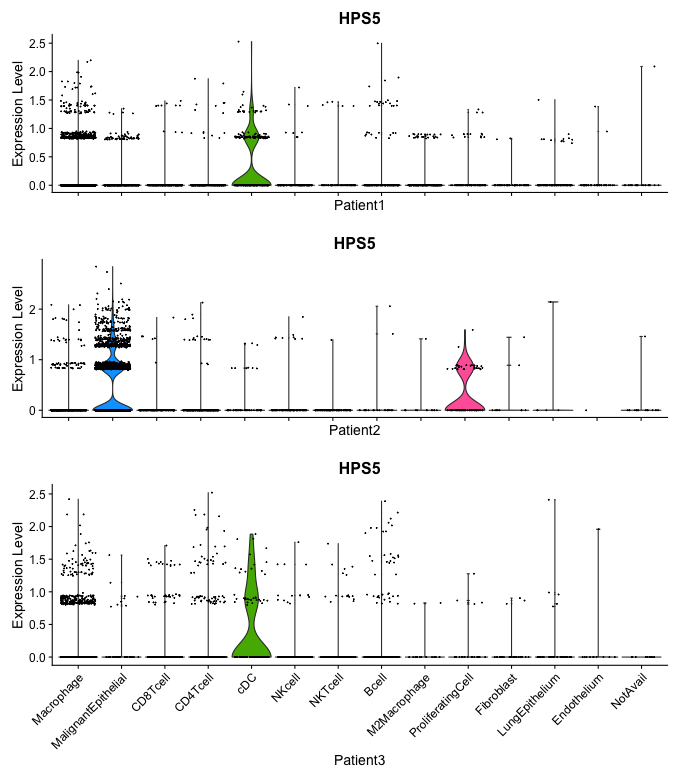 HPS5
Expression Level
2.5
2.0
1.5
1.0
0.5
0.0
Patient1
HPS5
Expression Level
2
1
0
Patient2
HPS5
Expression Level
2.5
2.0
1.5
1.0
0.5
0.0
Macrophage
MalignantEpithelial
CD8Tcell
CD4Tcell
cDC
NKcell
NKTcell
Bcell
M2Macrophage
ProliferatingCell
Fibroblast
LungEpithelium
Endothelium
NotAvail
Patient3